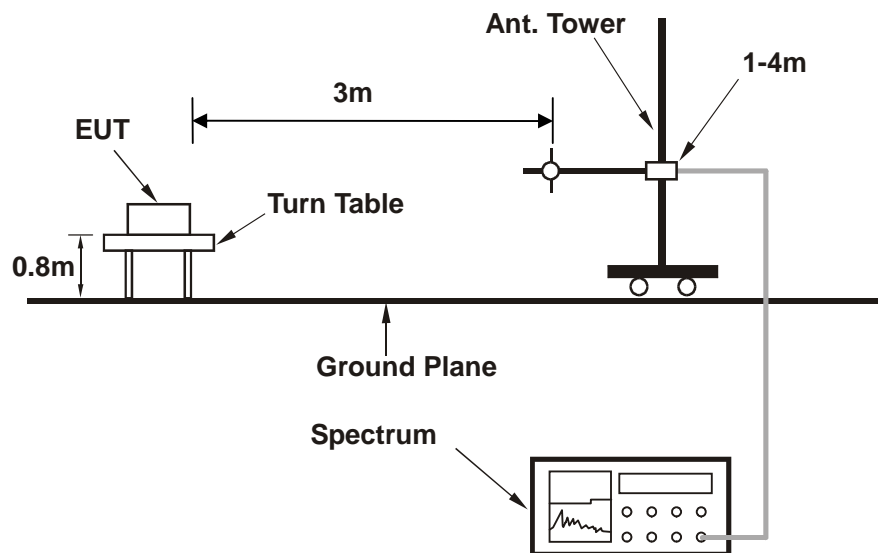 Ant. Tower
1-4m
3m
EUT
Turn Table
0.8m
Ground Plane
Spectrum